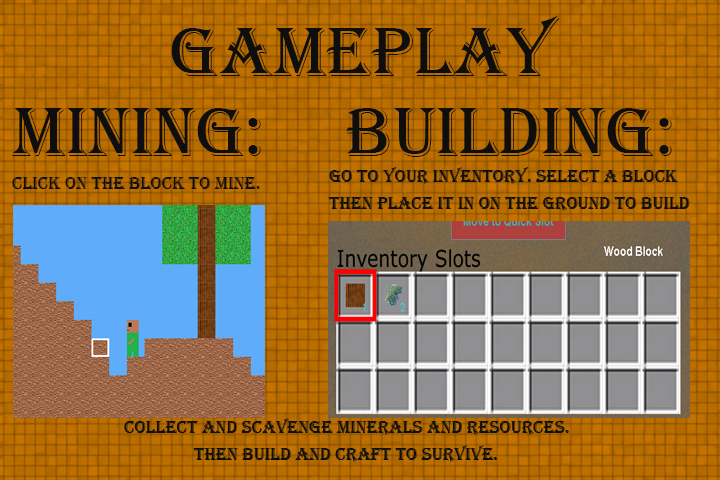 GAMEPLAY
MINING:
CLICK ON THE BLOCK TO MINE.
BUILDING:
GO TO YOUR INVENTORY. SELECT A BLOCK
THEN PLACE IT IN ON THE GROUND TO BUILD
Move to Quick Slot
Wood Block
Inventory Slots
COLLECT AND SCAVENGE MINERALS AND RESOURCES.
THEN BUILD AND CRAFT TO SURVIVE.